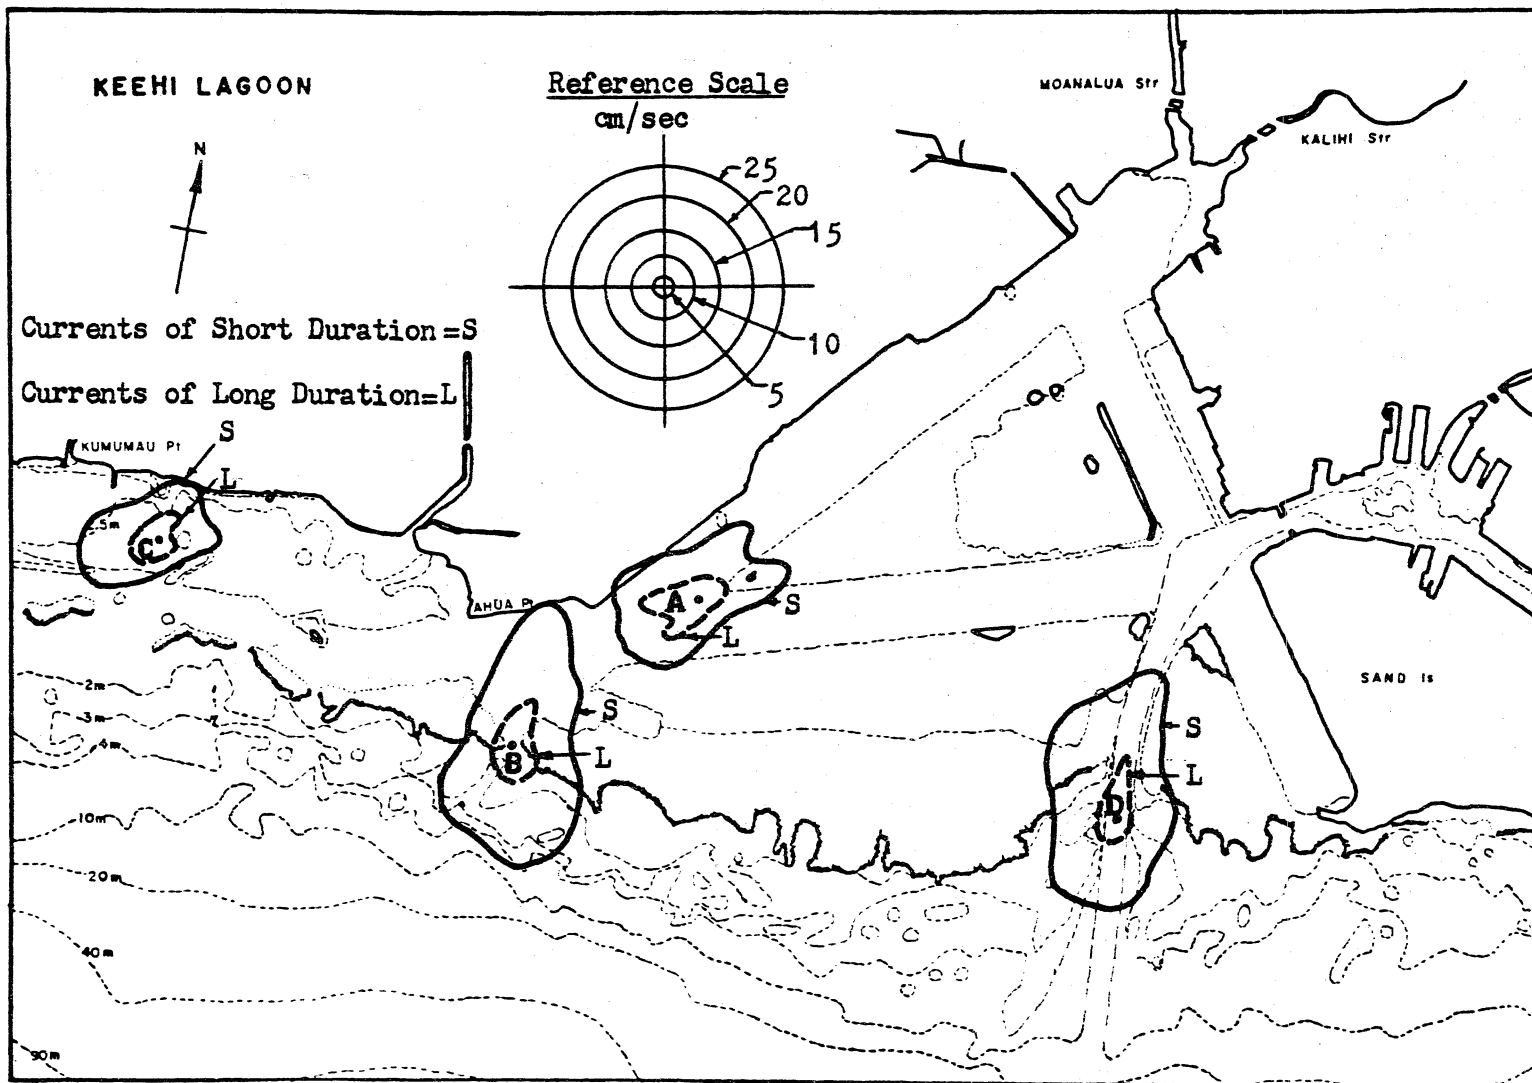 KEEHI LAGOON
Reference Scale
cm/sec
25
20
15
10
5
MOANALUA Str
KALIHI Str
N
Currents of Short Duration =S
Currents of Long Duration=L
KUMUMAU Pt
S
L
.5m
C
AHUA Pt
A
S
L
SAND Is
2m
3m
4m
S
L
B
S
L
D
10m
20m
40m
90m